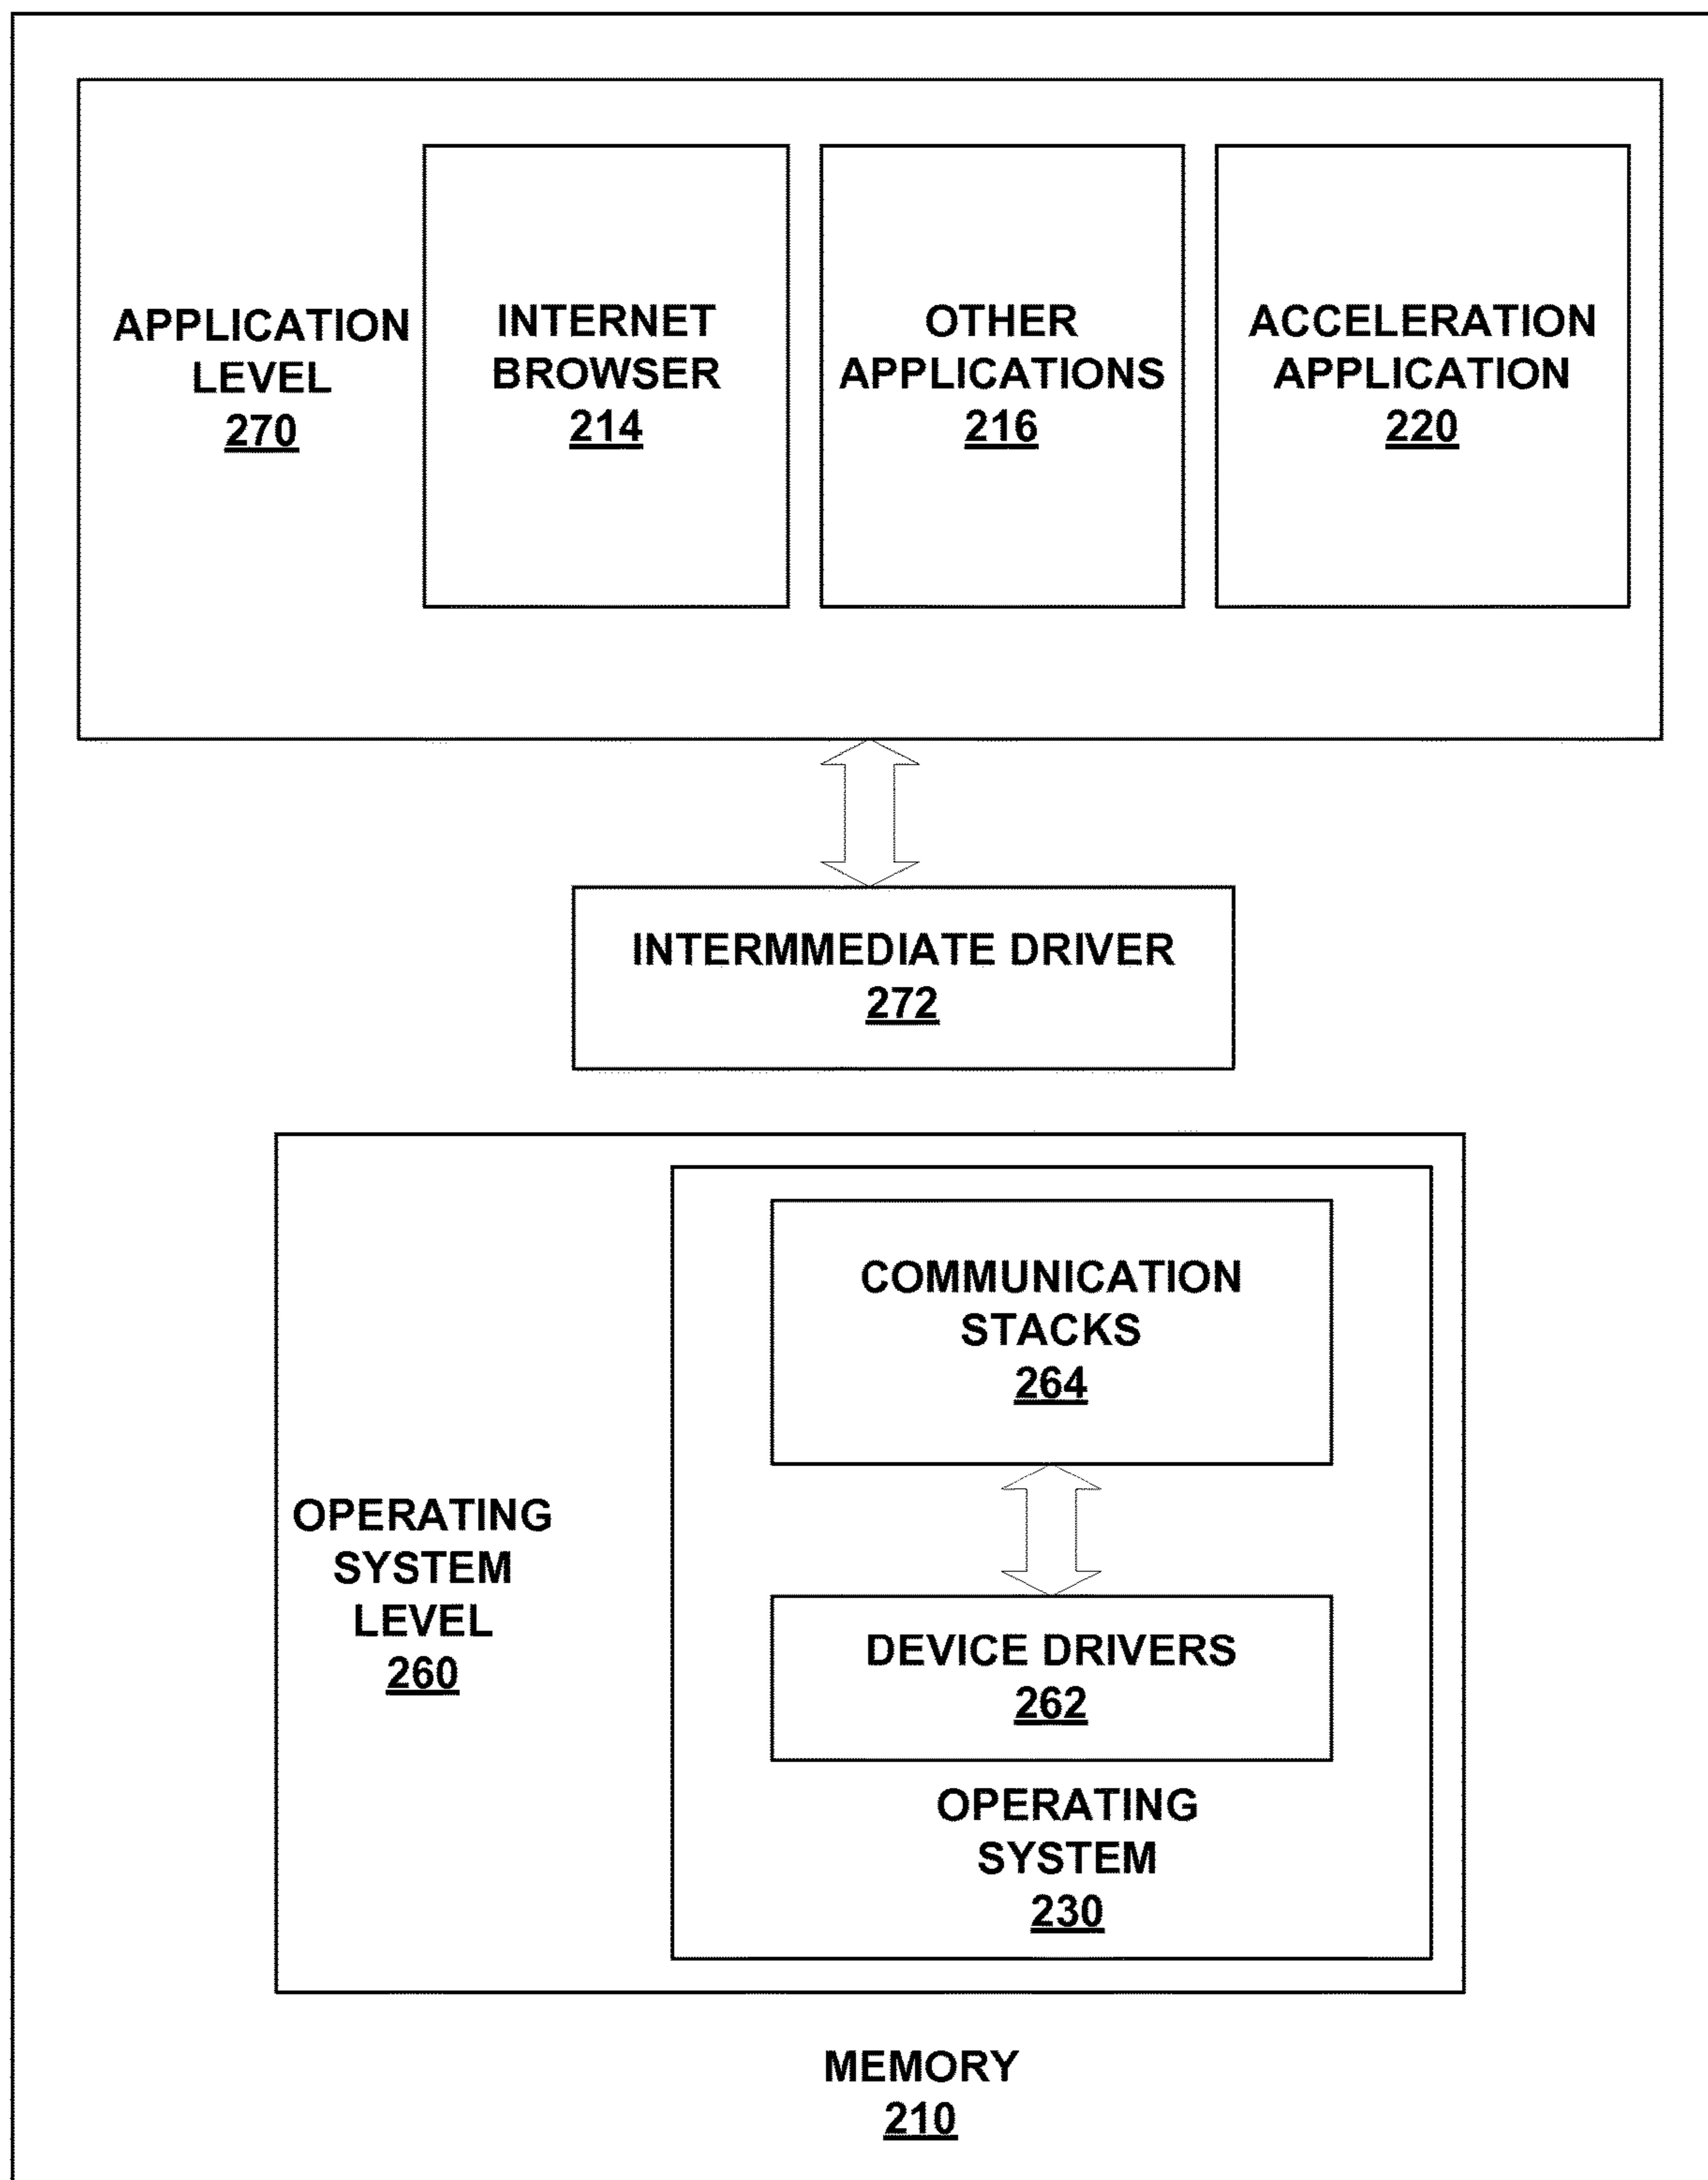 APPLICATION
LEVEL
270
INTERNET
BROWSER
214
OTHER
APPLICATIONS
216
ACCELERATION
APPLICATION
220
INTERMMEDIATE DRIVER
272
COMMUNICATION
STACKS
264
OPERATING
SYSTEM
LEVEL
260
DEVICE DRIVERS
262
OPERATING
SYSTEM
230
MEMORY
210